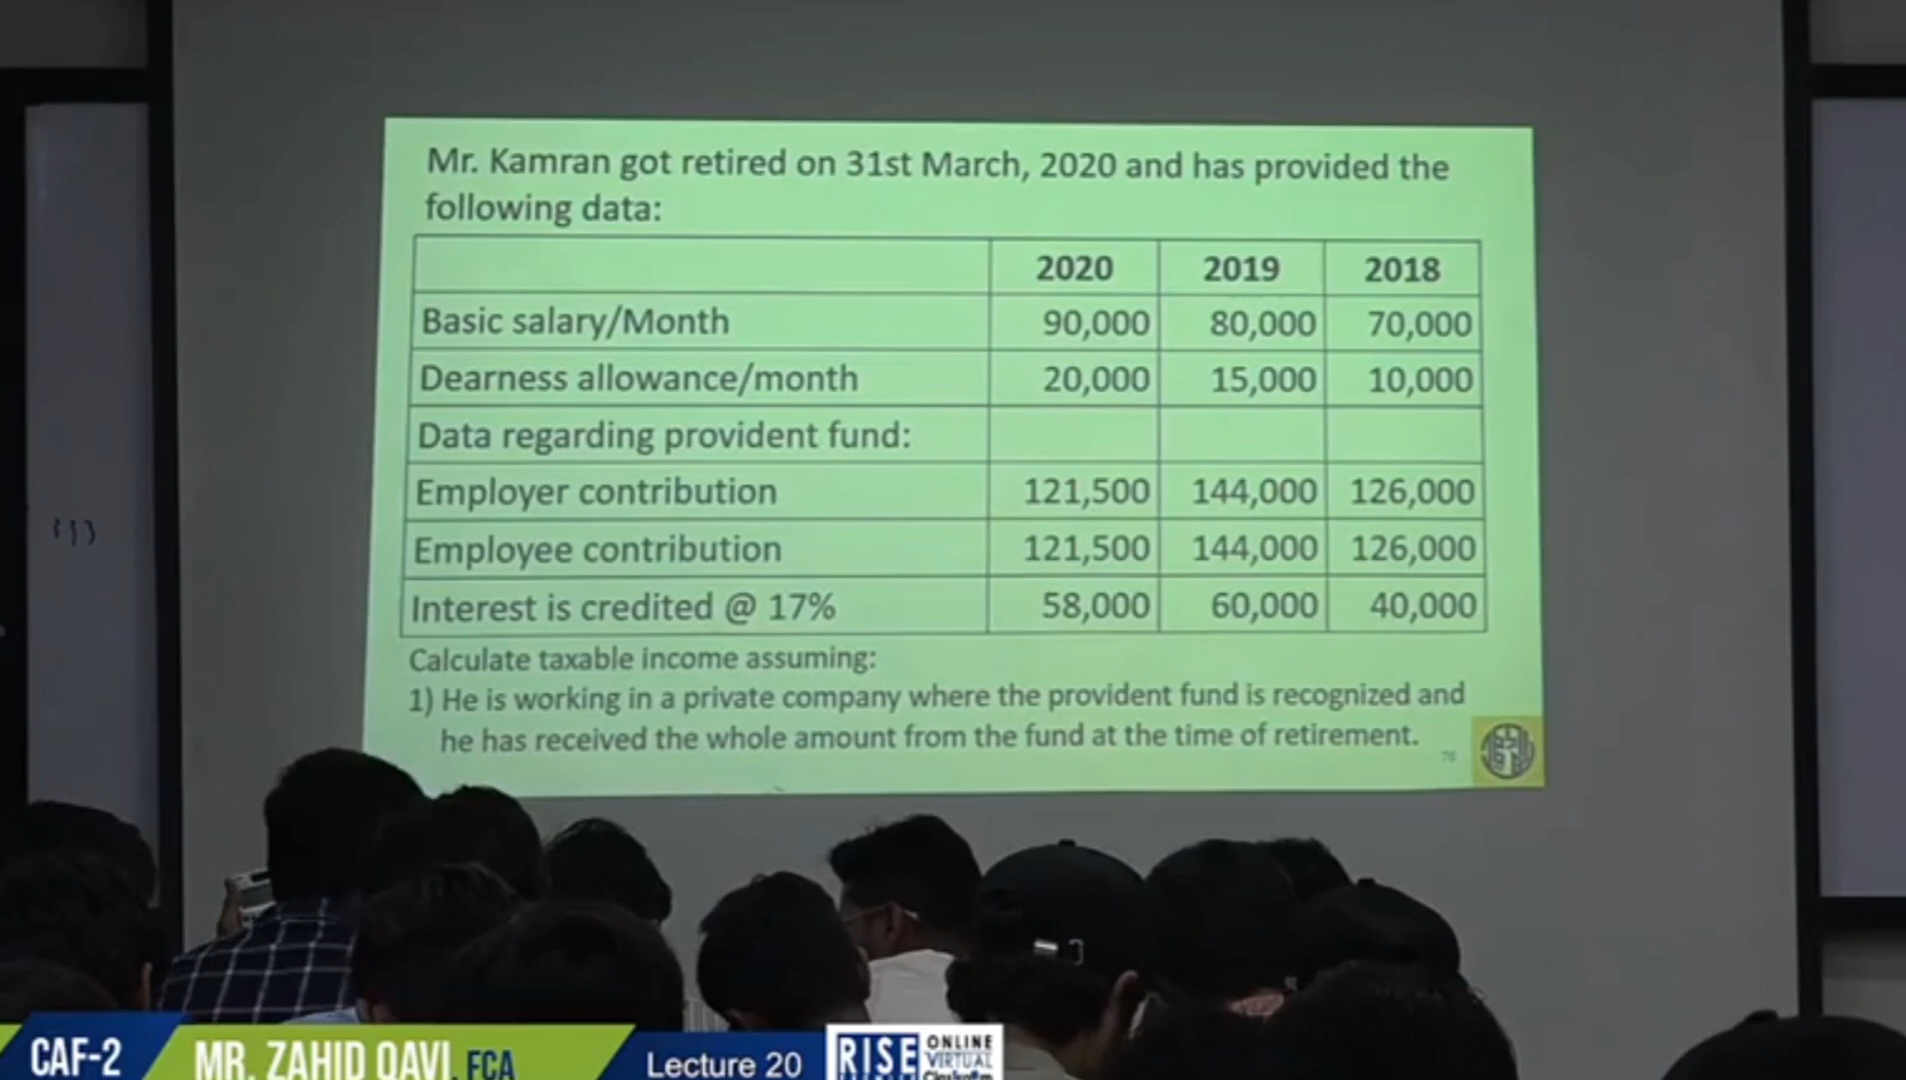 Mr. Kamran got retired on 31st March, 2020 and has provided the
following data:
2020 2019 2018
Basic salary/Month 90,000 80,000 70,000
Dearness allowance/month 20,000 15,000 10,000
Data regarding provident fund:
Employer contribution 121,500 144,000 126,000
Employee contribution 121,500 144,000 126,000
Interest is credited @ 17% 58,000 60,000 40,000
Calculate taxable income assuming:
1) He is working in a private company where the provident fund is recognized and
he has received the whole amount from the fund at the time of retirement.
CAF-2
MR. ZAHID QAVI, FCA
Lecture 20
RISE
ONLINE
VIRTUAL